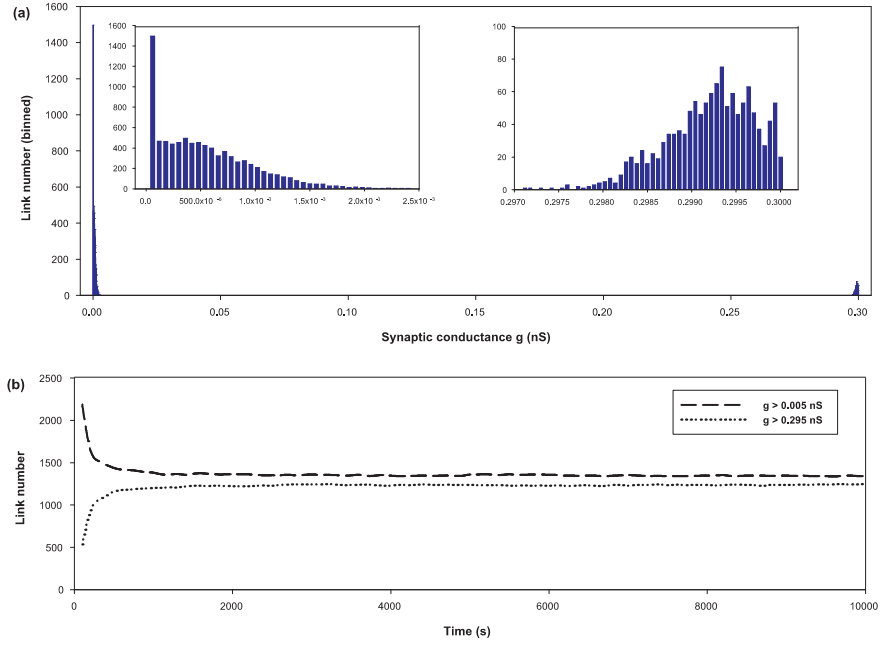 (a)
Link number (binned)
1600
1400
1200
1000
800
600
400
200
0
1600
1400
1200
1000
800
600
400
200
0
0.0 500.0x10⁻⁶ 1.0x10⁻³ 1.5x10⁻³ 2.0x10⁻³ 2.5x10⁻³
100
80
60
40
20
0
0.2970 0.2975 0.2980 0.2985 0.2990 0.2995 0.3000
0.00 0.05 0.10 0.15 0.20 0.25 0.30
Synaptic conductance g (nS)
(b)
Link number
2500
2000
1500
1000
500
0
g > 0.005 nS
g > 0.295 nS
0 2000 4000 6000 8000 10000
Time (s)